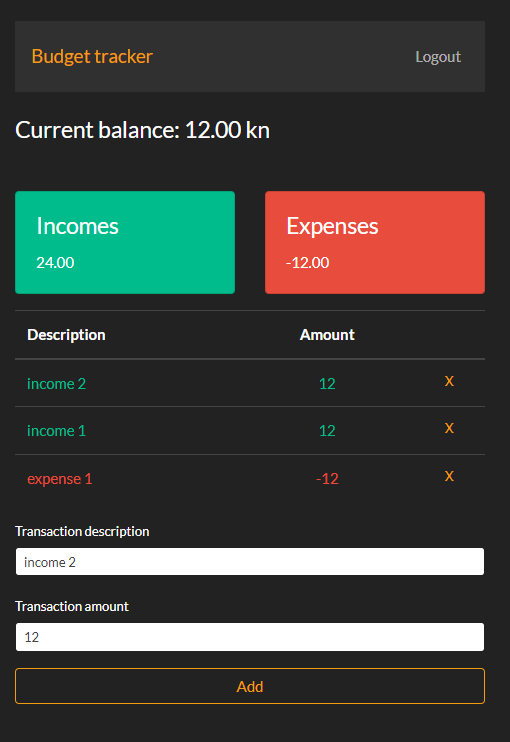 Budget tracker Logout
Current balance: 12.00 kn
Incomes Expenses
24.00 -12.00
Description Amount
income 2 12 X
income 1 12 X
expense 1 -12 X
Transaction description
income 2
Transaction amount
12
Add